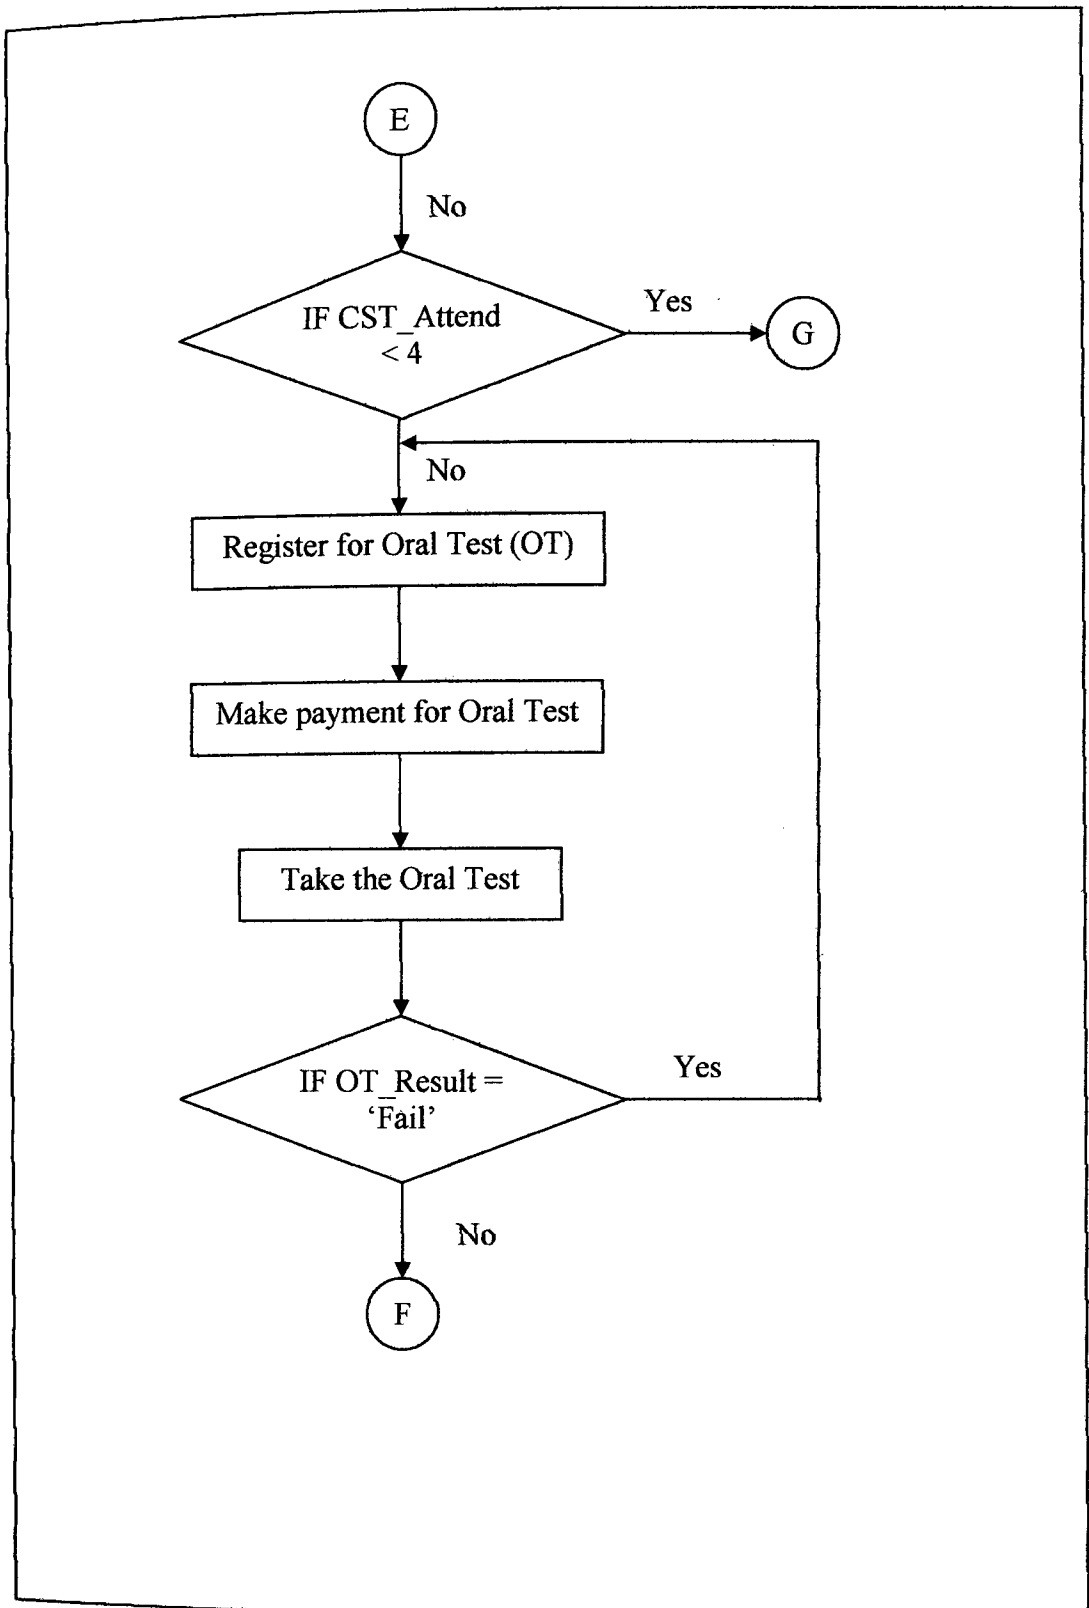 E
No
IF CST_Attend
< 4
Yes
G
No
Register for Oral Test (OT)
Make payment for Oral Test
Take the Oral Test
IF OT_Result =
‘Fail’
Yes
No
F